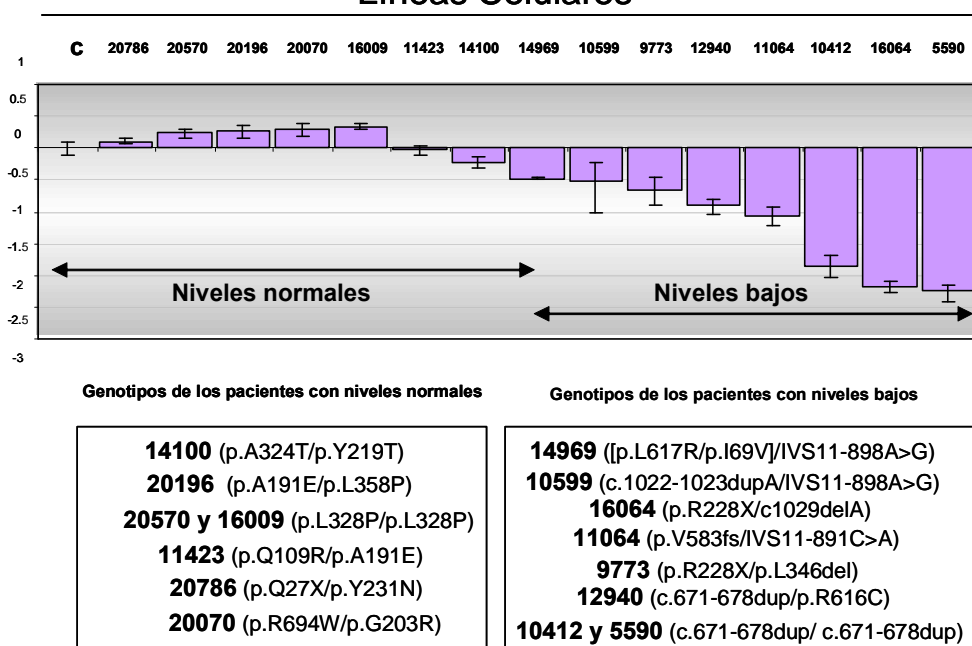 Líneas Celulares
C 20786 20570 20196 20070 16009 11423 14100 14969 10599 9773 12940 11064 10412 16064 5590
1
0.5
0
-0.5
-1
-1.5
-2
-2.5
-3
Niveles normales
Niveles bajos
Genotipos de los pacientes con niveles normales
14100 (p.A324T/p.Y219T)
20196 (p.A191E/p.L358P)
20570 y 16009 (p.L328P/p.L328P)
11423 (p.Q109R/p.A191E)
20786 (p.Q27X/p.Y231N)
20070 (p.R694W/p.G203R)
Genotipos de los pacientes con niveles bajos
14969 ([p.L617R/p.I69V]/IVS11-898A>G)
10599 (c.1022-1023dupA/IVS11-898A>G)
16064 (p.R228X/c1029delA)
11064 (p.V583fs/IVS11-891C>A)
9773 (p.R228X/p.L346del)
12940 (c.671-678dup/p.R616C)
10412 y 5590 (c.671-678dup/ c.671-678dup)